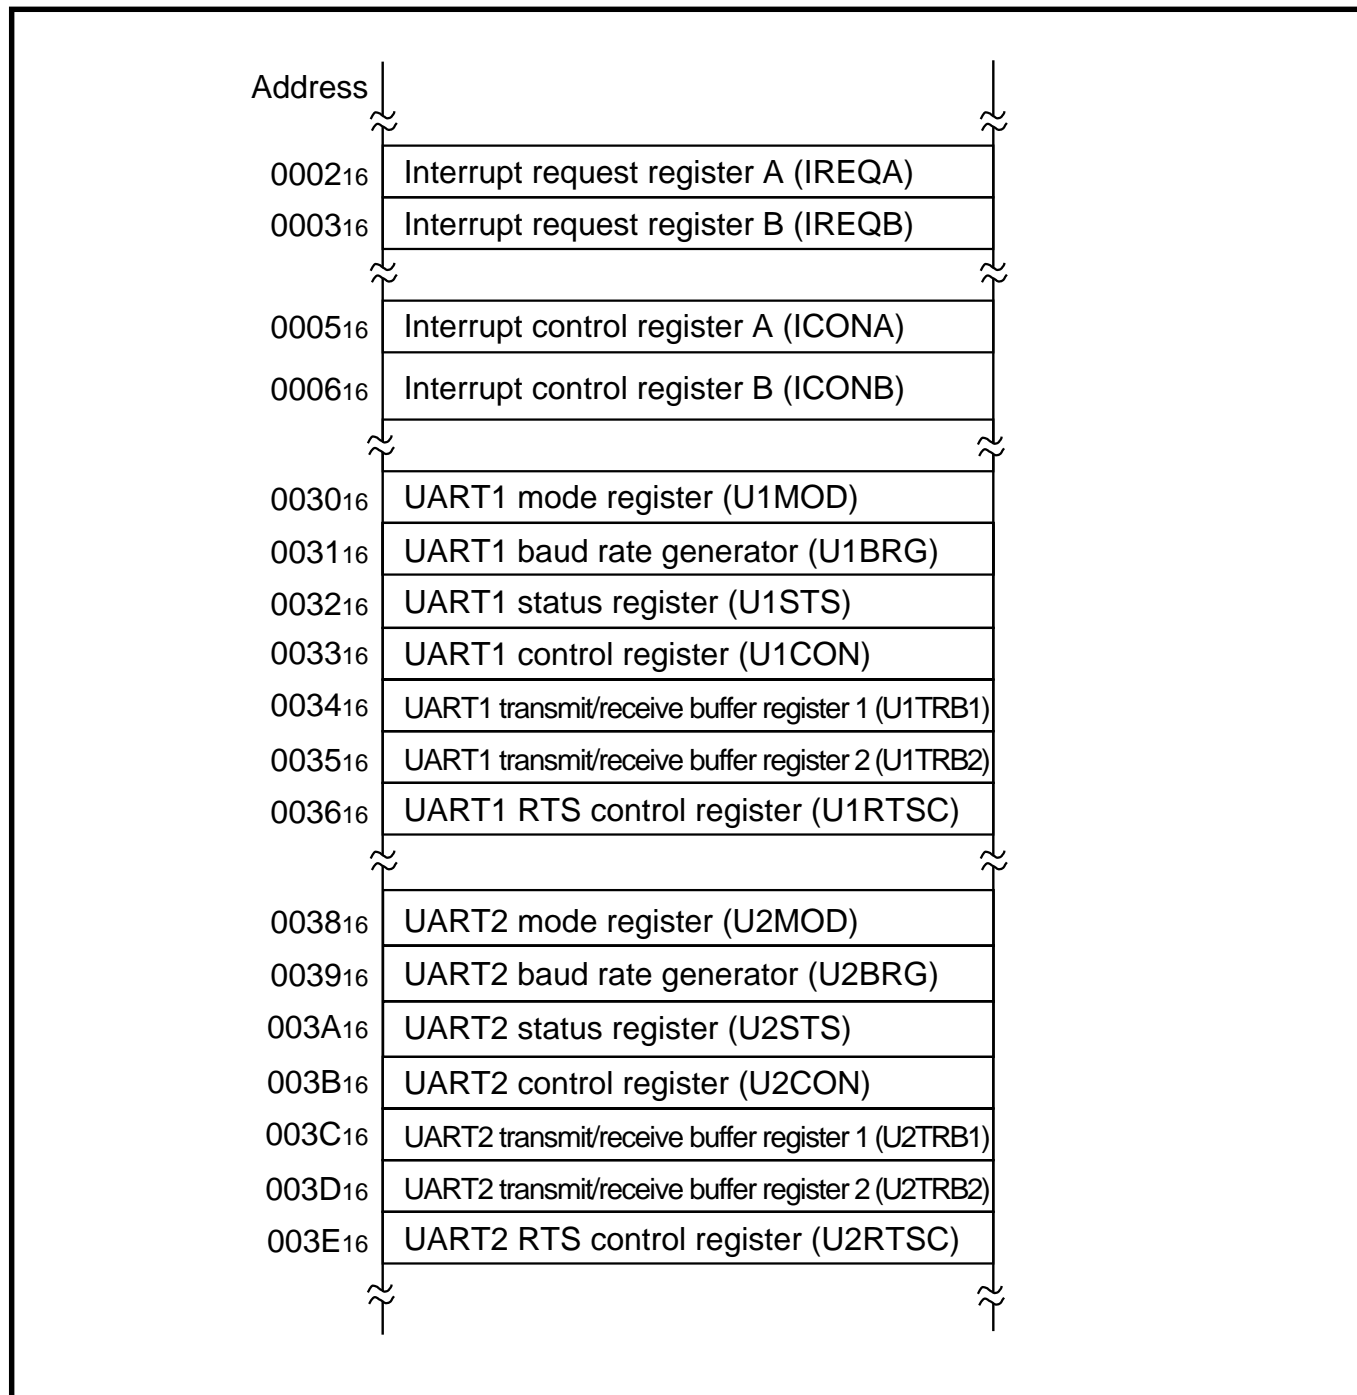 Address
0002₁₆ Interrupt request register A (IREQA)
0003₁₆ Interrupt request register B (IREQB)
0005₁₆ Interrupt control register A (ICONA)
0006₁₆ Interrupt control register B (ICONB)
0030₁₆ UART1 mode register (U1MOD)
0031₁₆ UART1 baud rate generator (U1BRG)
0032₁₆ UART1 status register (U1STS)
0033₁₆ UART1 control register (U1CON)
0034₁₆ UART1 transmit/receive buffer register 1 (U1TRB1)
0035₁₆ UART1 transmit/receive buffer register 2 (U1TRB2)
0036₁₆ UART1 RTS control register (U1RTSC)
0038₁₆ UART2 mode register (U2MOD)
0039₁₆ UART2 baud rate generator (U2BRG)
003A₁₆ UART2 status register (U2STS)
003B₁₆ UART2 control register (U2CON)
003C₁₆ UART2 transmit/receive buffer register 1 (U2TRB1)
003D₁₆ UART2 transmit/receive buffer register 2 (U2TRB2)
003E₁₆ UART2 RTS control register (U2RTSC)